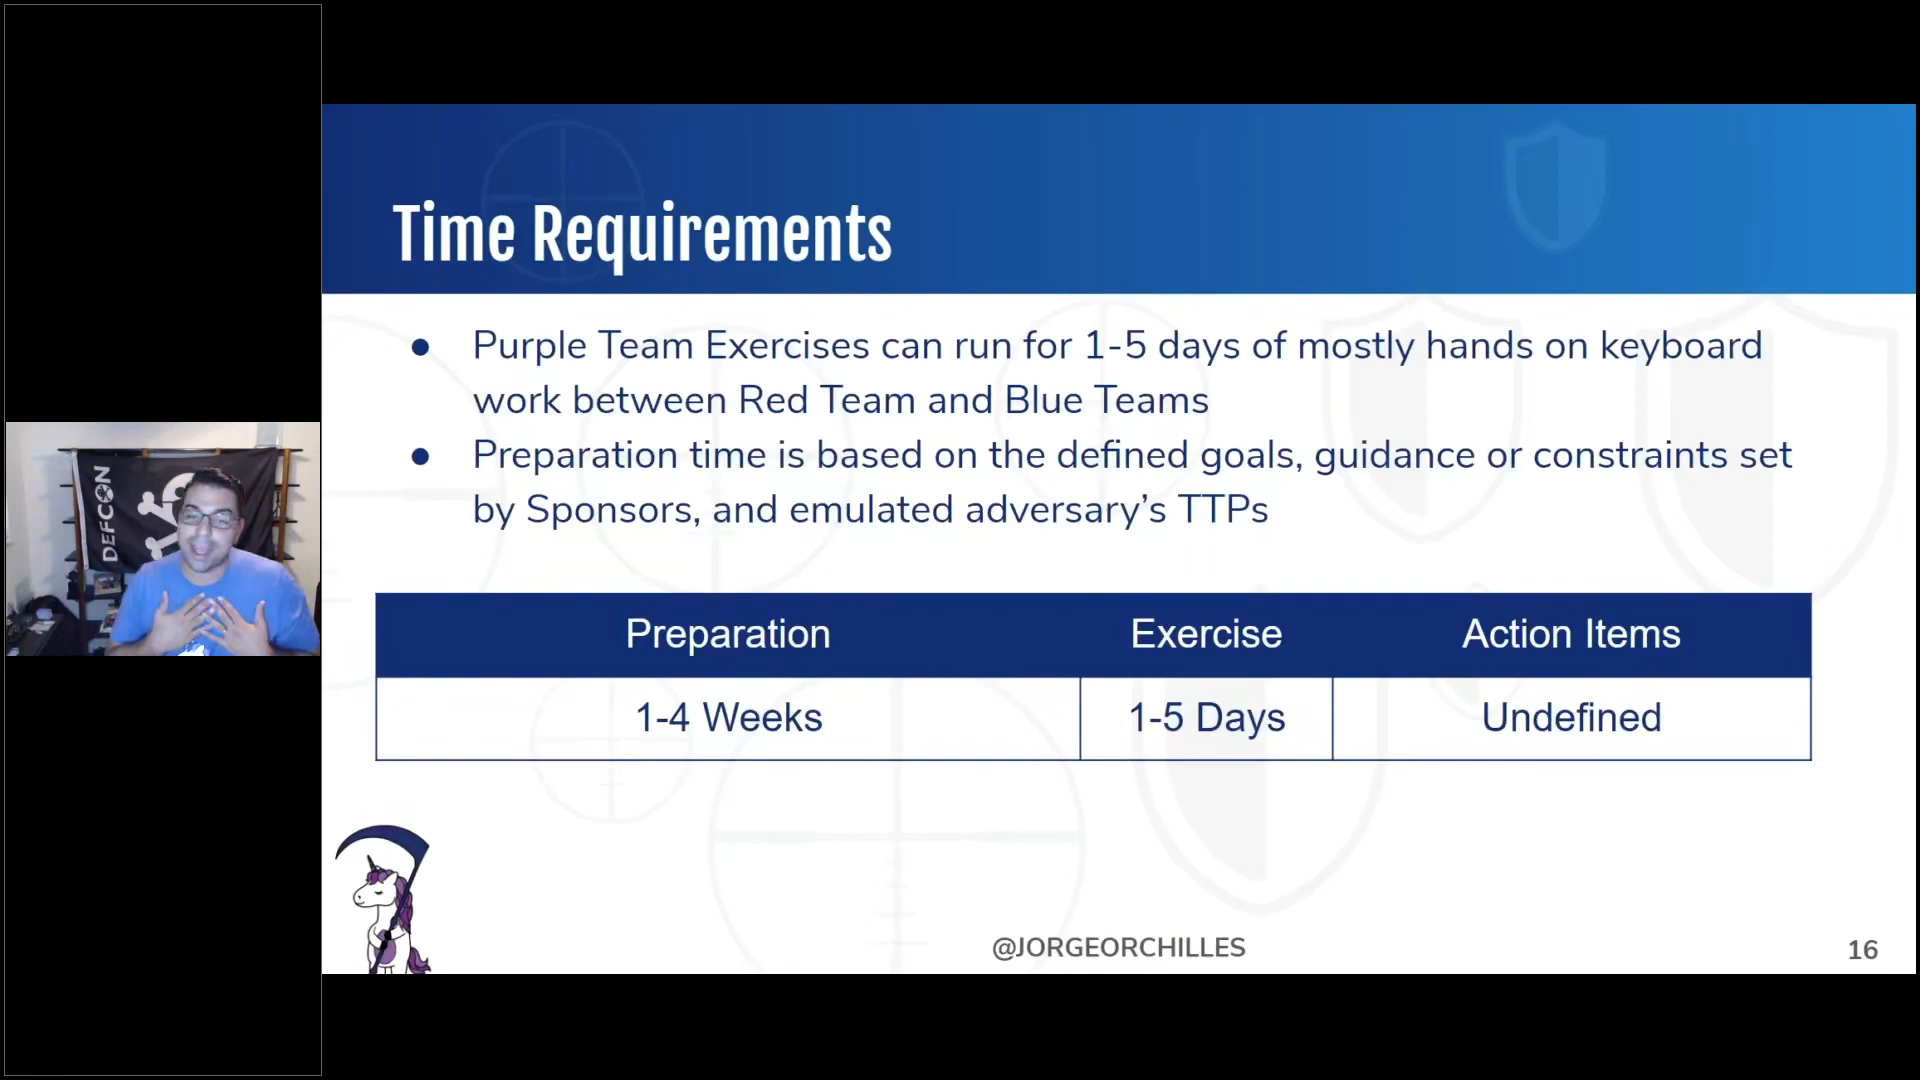 Time Requirements
● Purple Team Exercises can run for 1-5 days of mostly hands on keyboard
work between Red Team and Blue Teams
● Preparation time is based on the defined goals, guidance or constraints set
by Sponsors, and emulated adversary’s TTPs
Preparation Exercise Action Items
1-4 Weeks 1-5 Days Undefined
DEFCON
@JORGEORCHILLES
16